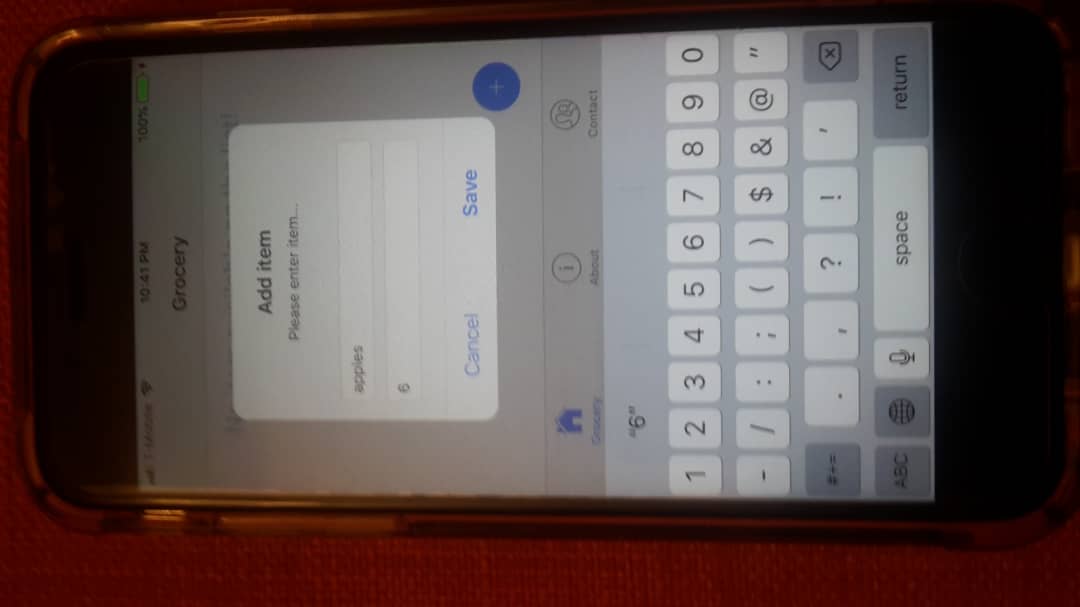 T-Mobile 10:41 PM 100%
Grocery
Add item
Please enter item...
apples
6
Cancel Save
+
Grocery About Contact
"6"
1 2 3 4 5 6 7 8 9 0
- / : ; ( ) $ & @ "
#+= . , ? ! '
ABC space return